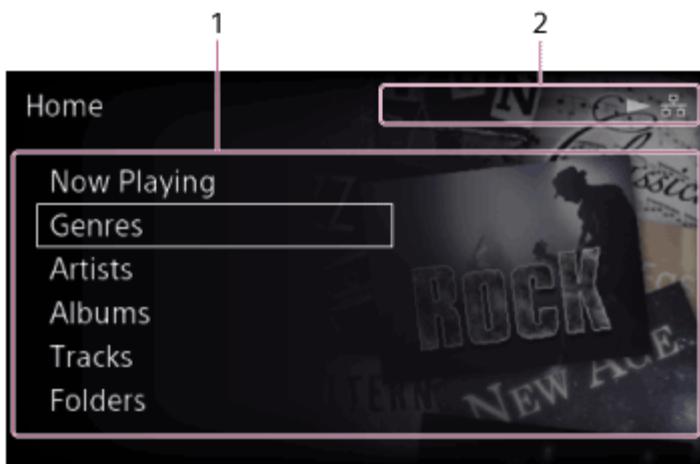 1 2
Home
Now Playing
Genres
Artists
Albums
Tracks
Folders
ROCK
NEW AGE